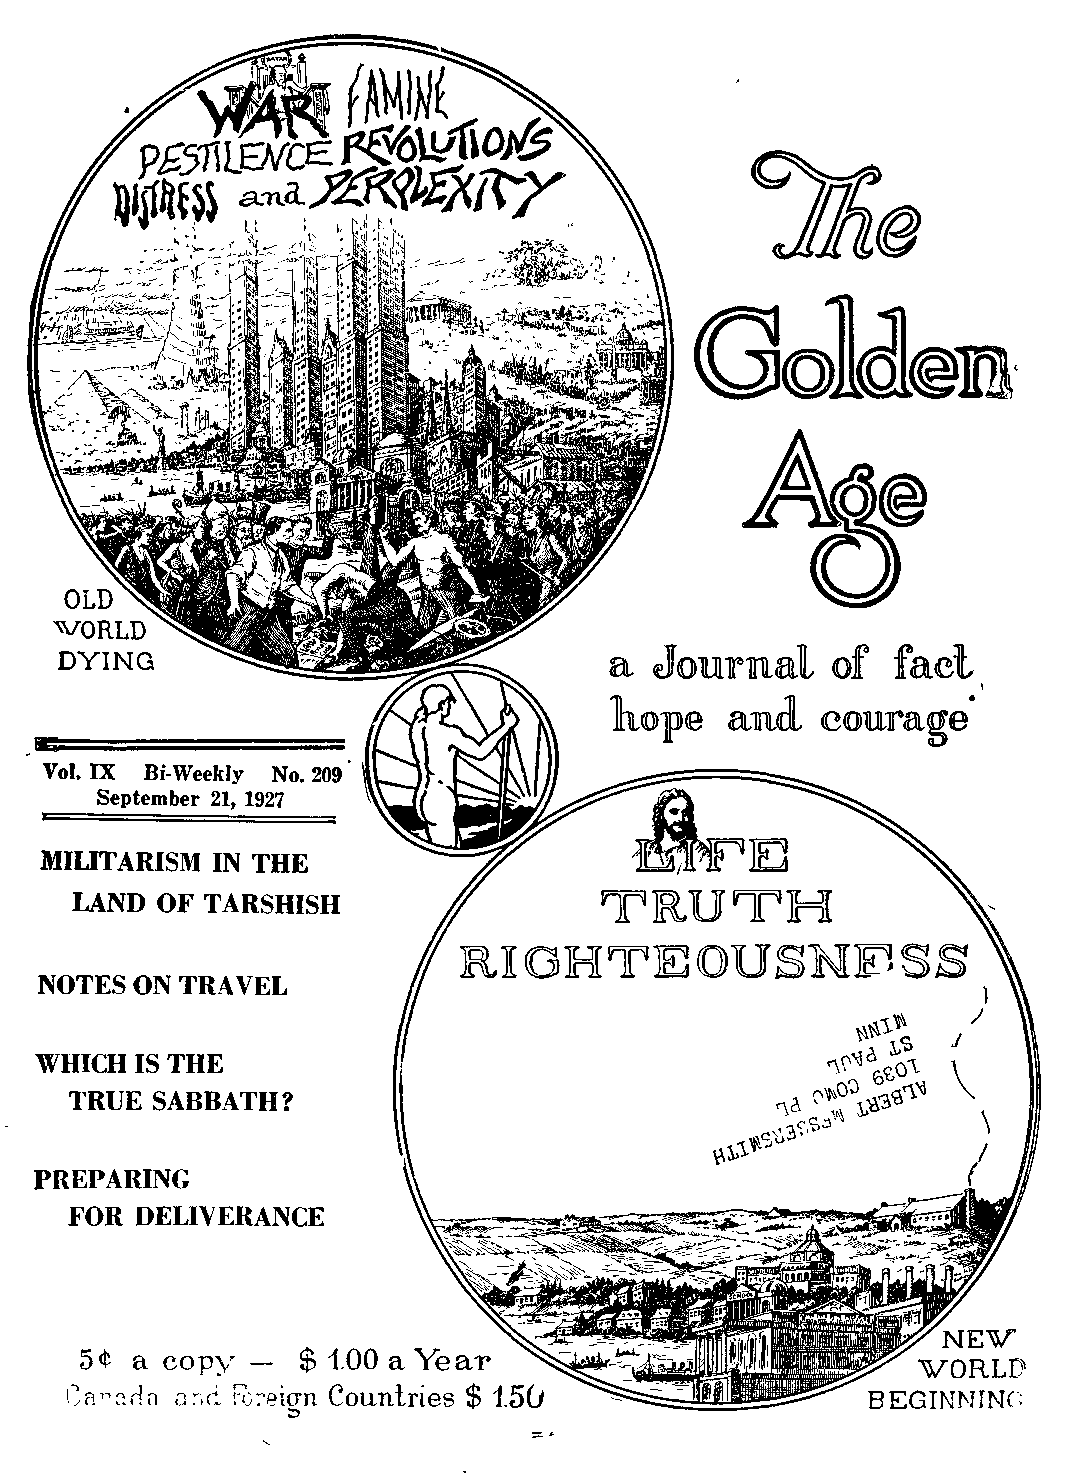 WAR FAMINE
PESTILENCE REVOLUTIONS
DISTRESS and PERPLEXITY
The
Golden
Age
OLD
WORLD
DYING
a Journal of fact
hope and courage
Vol. IX Bi-Weekly No. 209
September 21, 1927
MILITARISM IN THE
LAND OF TARSHISH
NOTES ON TRAVEL
WHICH IS THE
TRUE SABBATH?
PREPARING
FOR DELIVERANCE
LIFE
TRUTH
RIGHTEOUSNESS
ALBERT MESSERSMITH
1039 COMO PL
ST PAUL
MINN
SCHOOL
5¢ a copy — $ 1.00 a Year
Canada and Foreign Countries $ 1.50
NEW
WORLD
BEGINNING